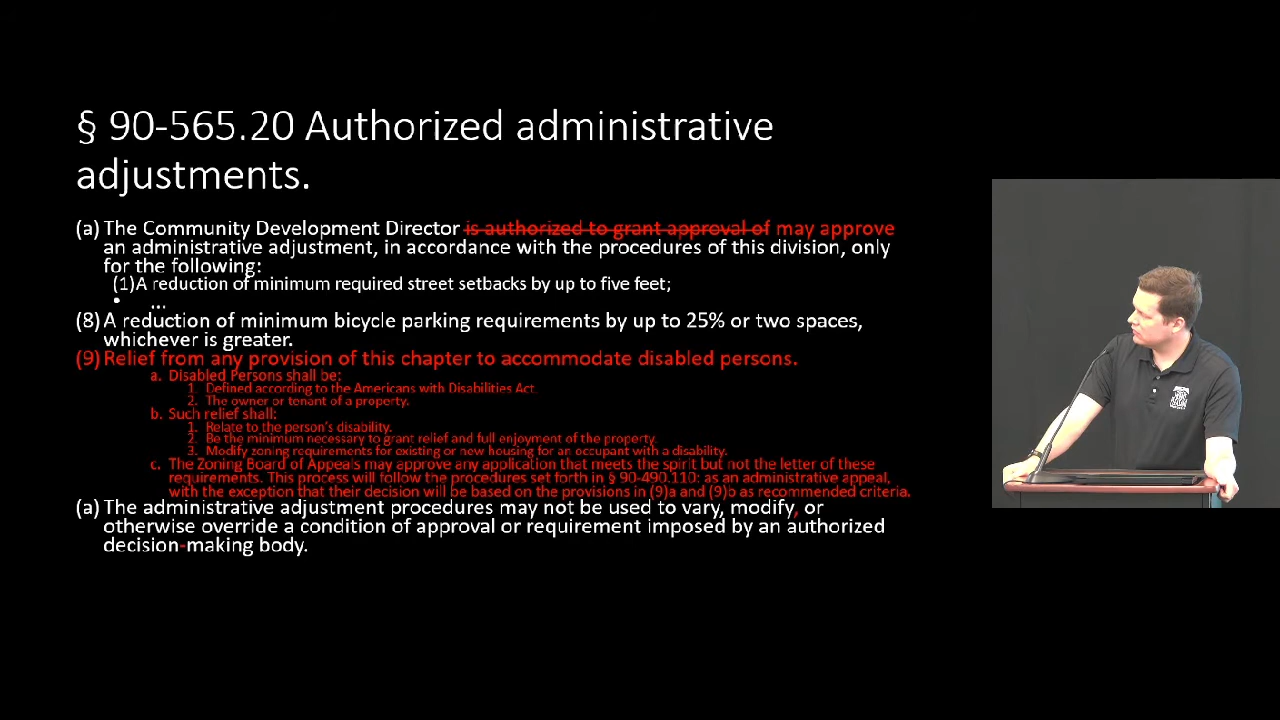 § 90-565.20 Authorized administrative
adjustments.
(a) The Community Development Director is authorized to grant approval of may approve
an administrative adjustment, in accordance with the procedures of this division, only
for the following:
(1)A reduction of minimum required street setbacks by up to five feet;
• ...
(8) A reduction of minimum bicycle parking requirements by up to 25% or two spaces,
whichever is greater.
(9) Relief from any provision of this chapter to accommodate disabled persons.
a. Disabled Persons shall be:
1. Defined according to the Americans with Disabilities Act.
2. The owner or tenant of a property.
b. Such relief shall:
1. Relate to the person's disability.
2. Be the minimum necessary to grant relief and full enjoyment of the property.
3. Modify zoning requirements for existing or new housing for an occupant with a disability.
c. The Zoning Board of Appeals may approve any application that meets the spirit but not the letter of these
requirements. This process will follow the procedures set forth in § 90-490.110: as an administrative appeal,
with the exception that their decision will be based on the provisions in (9)a and (9)b as recommended criteria.
(a) The administrative adjustment procedures may not be used to vary, modify, or
otherwise override a condition of approval or requirement imposed by an authorized
decision-making body.